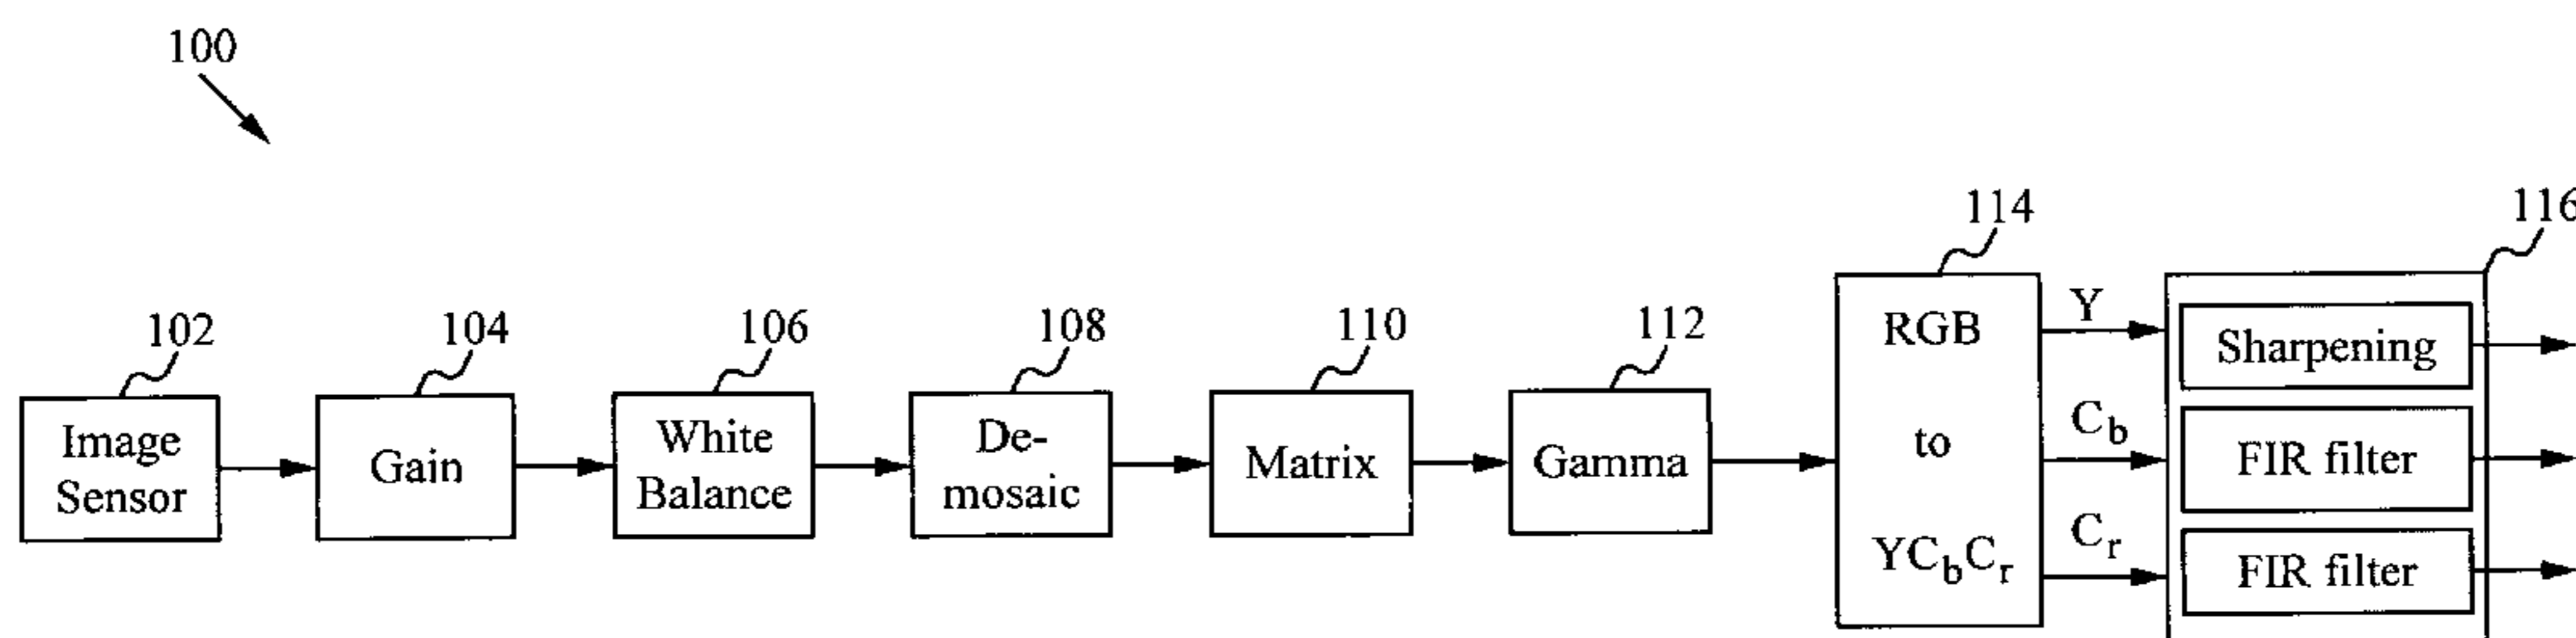 100
114
116
102
104
106
108
110
112
Image
Sensor
Gain
White
Balance
De-
mosaic
Matrix
Gamma
RGB
to
YCbCr
Y
Cb
Cr
Sharpening
FIR filter
FIR filter